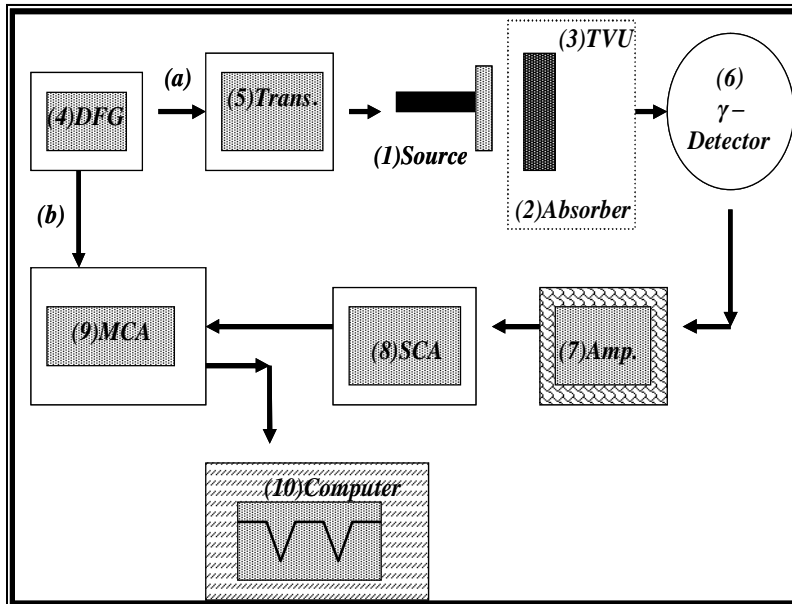 (a)
(3)TVU
(4)DFG
(5)Trans.
(6)
γ –
Detector
(1)Source
(2)Absorber
(b)
(9)MCA
(8)SCA
(7)Amp.
(10)Computer